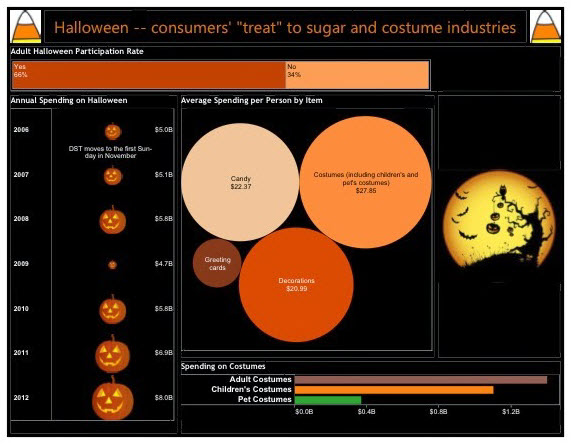 Halloween -- consumers' "treat" to sugar and costume industries
Adult Halloween Participation Rate
Yes
66%
No
34%
Annual Spending on Halloween
2006
$5.0B
DST moves to the first Sun-
day in November
2007
$5.1B
2008
$5.8B
2009
$4.7B
2010
$5.8B
2011
$6.9B
2012
$8.0B
Average Spending per Person by Item
Candy
$22.37
Costumes (including children's and
pet's costumes)
$27.85
Greeting
cards
Decorations
$20.99
Spending on Costumes
Adult Costumes
Children's Costumes
Pet Costumes
$0.0B
$0.4B
$0.8B
$1.2B